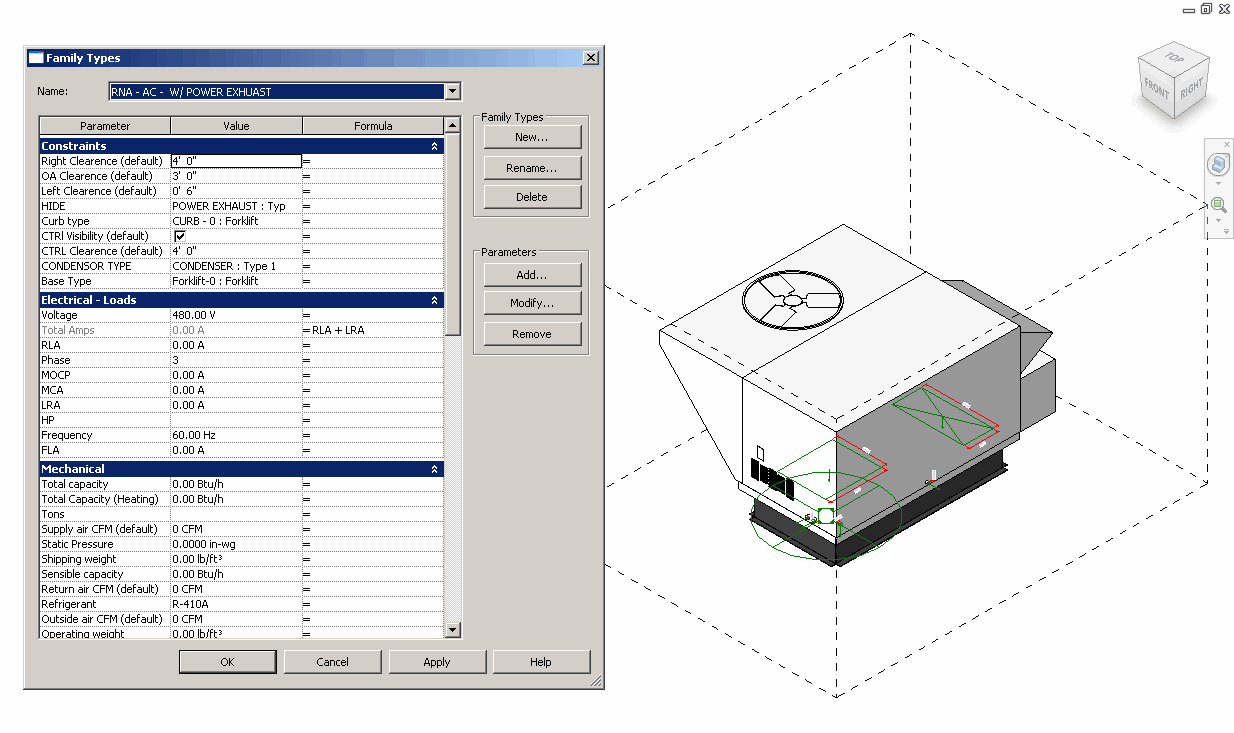 Family Types
Name:
RNA - AC - W/ POWER EXHUAST
Parameter Value Formula
Constraints
Right Clearence (default) 4' 0" =
OA Clearence (default) 3' 0" =
Left Clearence (default) 0' 6" =
HIDE POWER EXHAUST : Typ =
Curb type CURB - 0 : Forklift =
CTRl Visibility (default) =
CTRL Clearence (default) 4' 0" =
CONDENSOR TYPE CONDENSER : Type 1 =
Base Type Forklift-0 : Forklift =
Electrical - Loads
Voltage 480.00 V =
Total Amps 0.00 A =RLA + LRA
RLA 0.00 A =
Phase 3 =
MOCP 0.00 A =
MCA 0.00 A =
LRA 0.00 A =
HP =
Frequency 60.00 Hz =
FLA 0.00 A =
Mechanical
Total capacity 0.00 Btu/h =
Total Capacity (Heating) 0.00 Btu/h =
Tons =
Supply air CFM (default) 0 CFM =
Static Pressure 0.0000 in-wg =
Shipping weight 0.00 lb/ft³ =
Sensible capacity 0.00 Btu/h =
Return air CFM (default) 0 CFM =
Refrigerant R-410A =
Outside air CFM (default) 0 CFM =
Operating weight 0.00 lb/ft³ =
Family Types
New...
Rename...
Delete
Parameters
Add...
Modify...
Remove
OK Cancel Apply Help
TOP
FRONT RIGHT